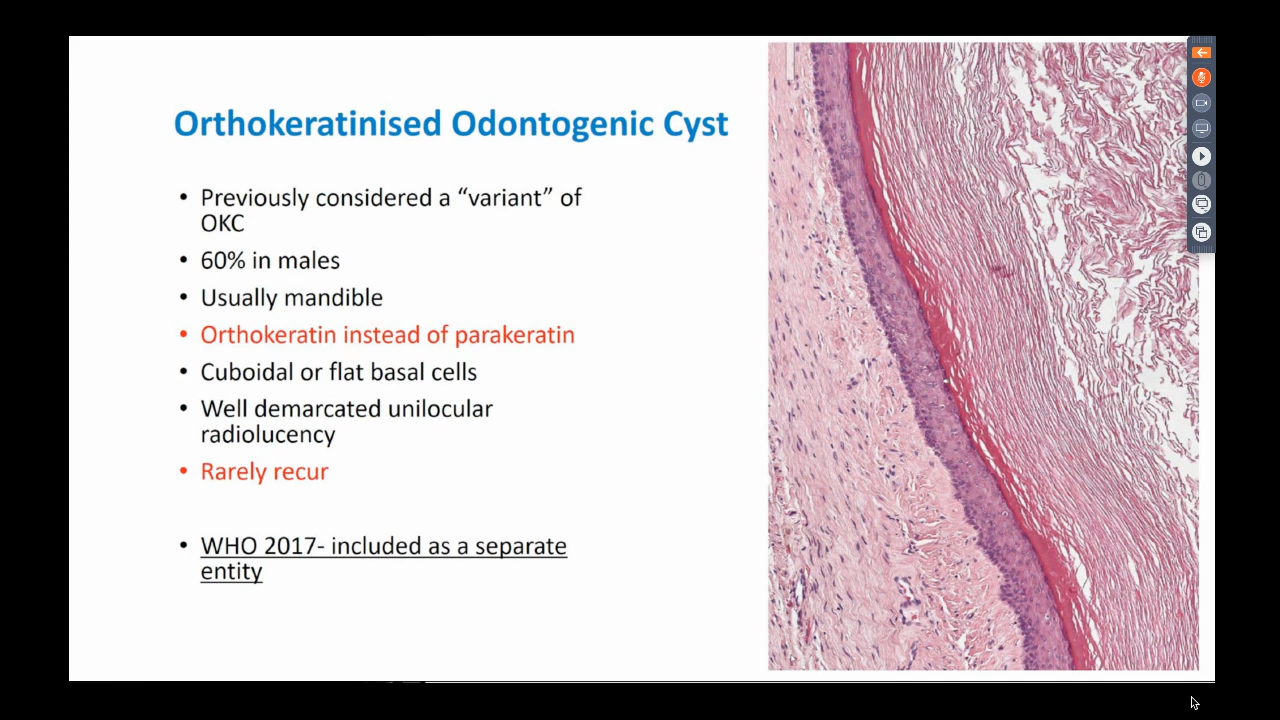 Orthokeratinised Odontogenic Cyst
• Previously considered a “variant” of
OKC
• 60% in males
• Usually mandible
• Orthokeratin instead of parakeratin
• Cuboidal or flat basal cells
• Well demarcated unilocular
radiolucency
• Rarely recur
• WHO 2017- included as a separate
entity